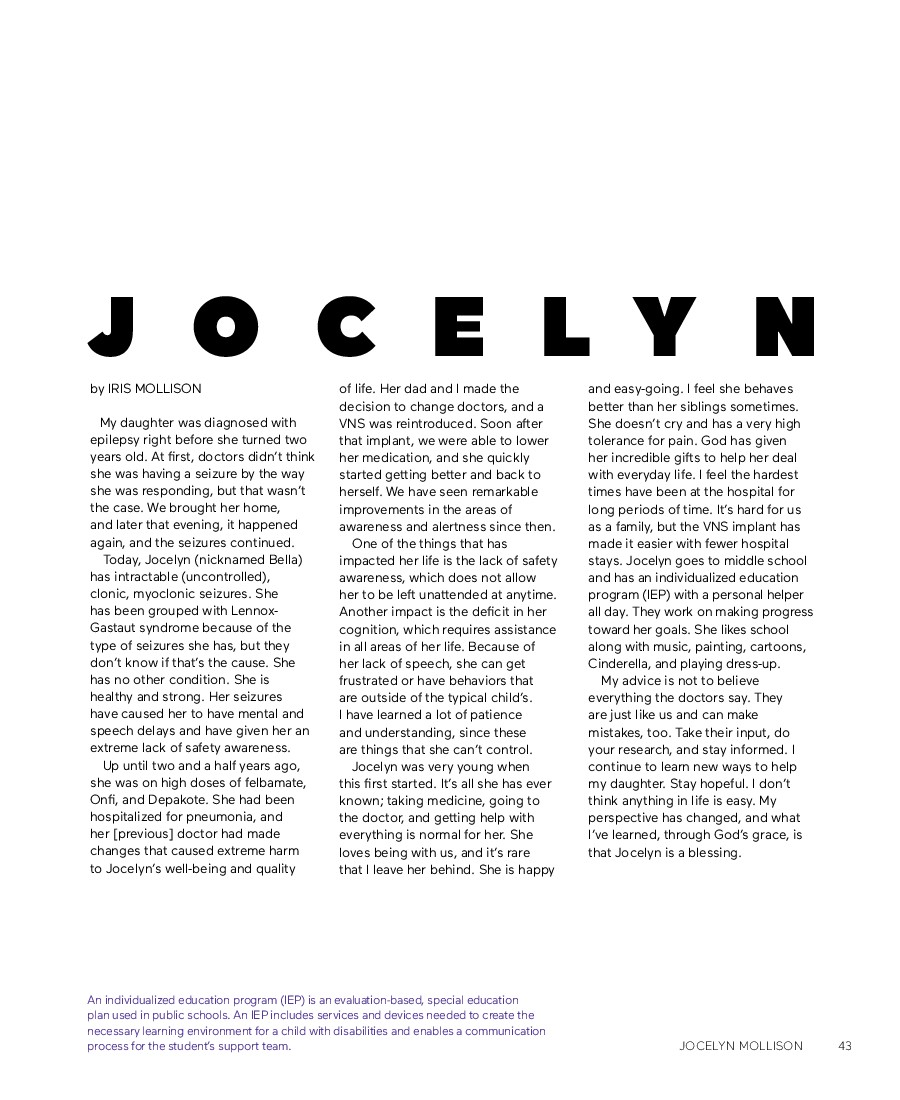 JOCELYN
by IRIS MOLLISON
My daughter was diagnosed with
epilepsy right before she turned two
years old. At first, doctors didn’t think
she was having a seizure by the way
she was responding, but that wasn’t
the case. We brought her home,
and later that evening, it happened
again, and the seizures continued.
Today, Jocelyn (nicknamed Bella)
has intractable (uncontrolled),
clonic, myoclonic seizures. She
has been grouped with Lennox-
Gastaut syndrome because of the
type of seizures she has, but they
don’t know if that’s the cause. She
has no other condition. She is
healthy and strong. Her seizures
have caused her to have mental and
speech delays and have given her an
extreme lack of safety awareness.
Up until two and a half years ago,
she was on high doses of felbamate,
Onfi, and Depakote. She had been
hospitalized for pneumonia, and
her [previous] doctor had made
changes that caused extreme harm
to Jocelyn’s well-being and quality
of life. Her dad and I made the
decision to change doctors, and a
VNS was reintroduced. Soon after
that implant, we were able to lower
her medication, and she quickly
started getting better and back to
herself. We have seen remarkable
improvements in the areas of
awareness and alertness since then.
One of the things that has
impacted her life is the lack of safety
awareness, which does not allow
her to be left unattended at anytime.
Another impact is the deficit in her
cognition, which requires assistance
in all areas of her life. Because of
her lack of speech, she can get
frustrated or have behaviors that
are outside of the typical child’s.
I have learned a lot of patience
and understanding, since these
are things that she can’t control.
Jocelyn was very young when
this first started. It’s all she has ever
known; taking medicine, going to
the doctor, and getting help with
everything is normal for her. She
loves being with us, and it’s rare
that I leave her behind. She is happy
and easy-going. I feel she behaves
better than her siblings sometimes.
She doesn’t cry and has a very high
tolerance for pain. God has given
her incredible gifts to help her deal
with everyday life. I feel the hardest
times have been at the hospital for
long periods of time. It’s hard for us
as a family, but the VNS implant has
made it easier with fewer hospital
stays. Jocelyn goes to middle school
and has an individualized education
program (IEP) with a personal helper
all day. They work on making progress
toward her goals. She likes school
along with music, painting, cartoons,
Cinderella, and playing dress-up.
My advice is not to believe
everything the doctors say. They
are just like us and can make
mistakes, too. Take their input, do
your research, and stay informed. I
continue to learn new ways to help
my daughter. Stay hopeful. I don’t
think anything in life is easy. My
perspective has changed, and what
I’ve learned, through God’s grace, is
that Jocelyn is a blessing.
An individualized education program (IEP) is an evaluation-based, special education
plan used in public schools. An IEP includes services and devices needed to create the
necessary learning environment for a child with disabilities and enables a communication
process for the student’s support team.
JOCELYN MOLLISON 43